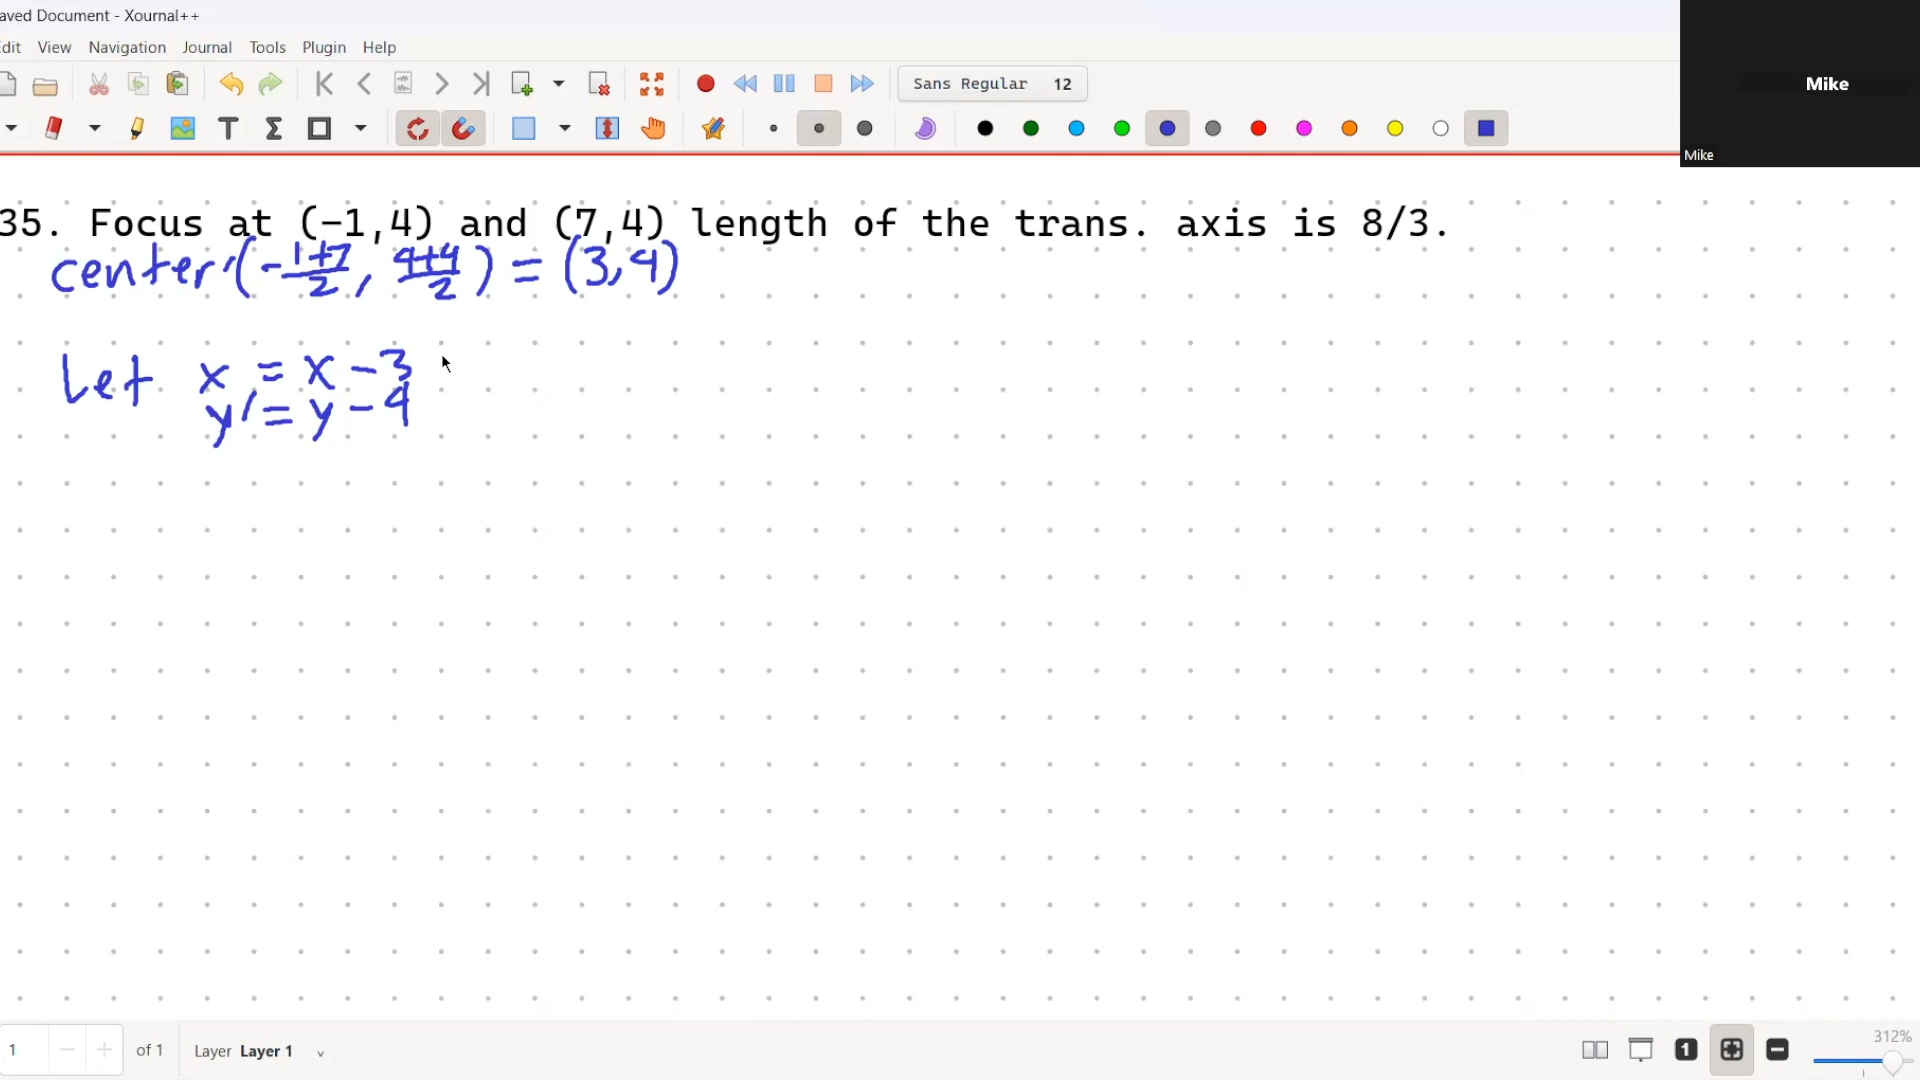 aved Document - Xournal++
dit View Navigation Journal Tools Plugin Help
Sans Regular 12
Mike
Mike
35. Focus at (-1,4) and (7,4) length of the trans. axis is 8/3.
center (-1+7/2, 4+4/2) = (3,4)
Let x = x - 3
y' = y - 4
1 of 1 Layer Layer 1
1
312%